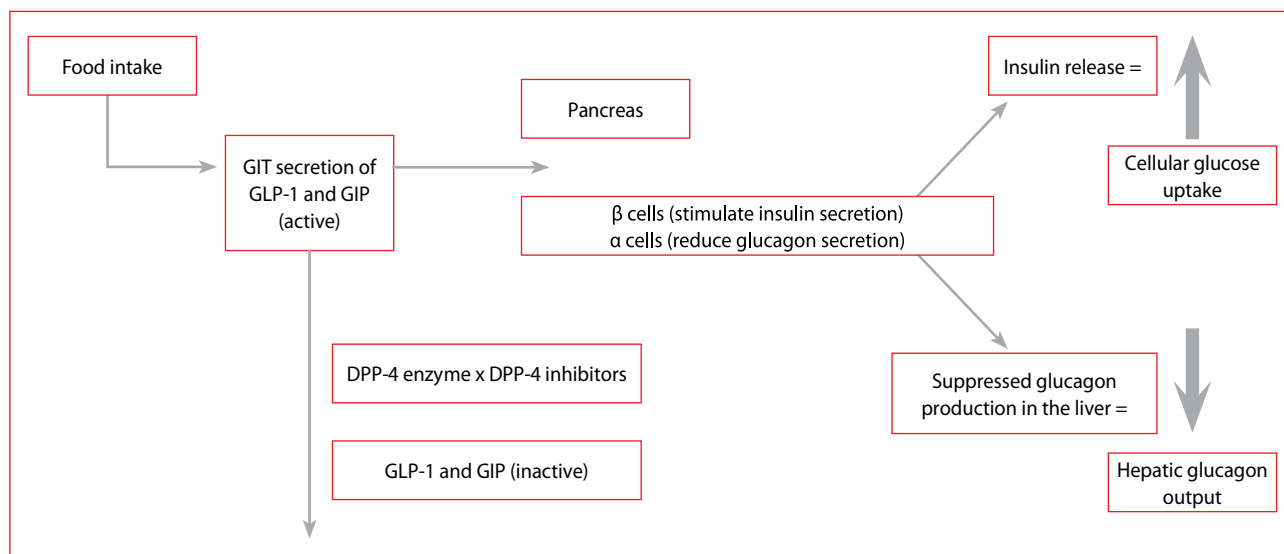 Food intake
GIT secretion of
GLP-1 and GIP
(active)
Pancreas
β cells (stimulate insulin secretion)
α cells (reduce glucagon secretion)
Insulin release =
Cellular glucose
uptake
DPP-4 enzyme x DPP-4 inhibitors
GLP-1 and GIP (inactive)
Suppressed glucagon
production in the liver =
Hepatic glucagon
output